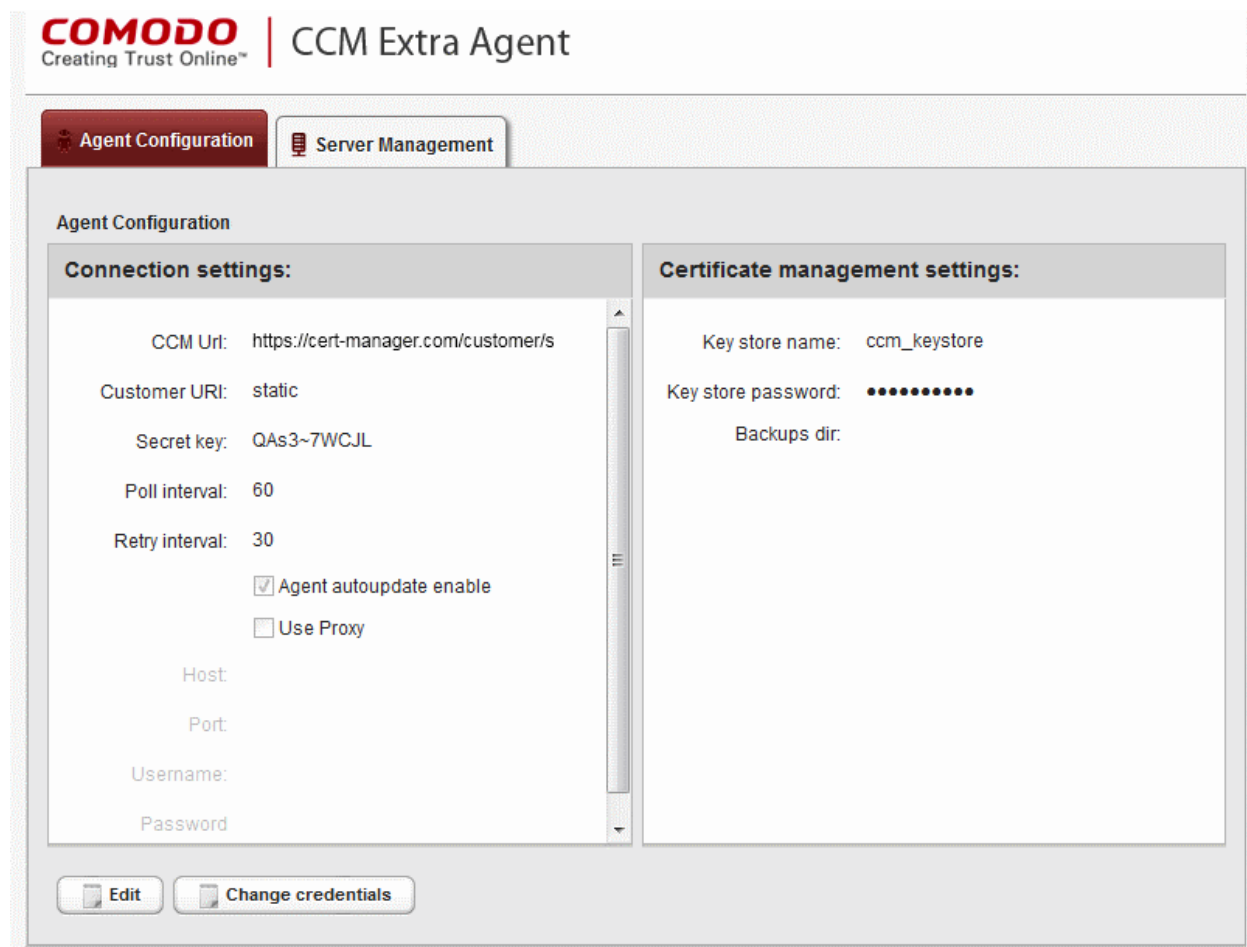 COMODO
Creating Trust Online™
CCM Extra Agent
Agent Configuration
Server Management
Agent Configuration
Connection settings:
CCM Url: https://cert-manager.com/customer/s
Customer URI: static
Secret key: QAs3~7WCJL
Poll interval: 60
Retry interval: 30
Agent autoupdate enable
Use Proxy
Host:
Port:
Username:
Password
Certificate management settings:
Key store name: ccm_keystore
Key store password: ••••••••••
Backups dir:
Edit
Change credentials